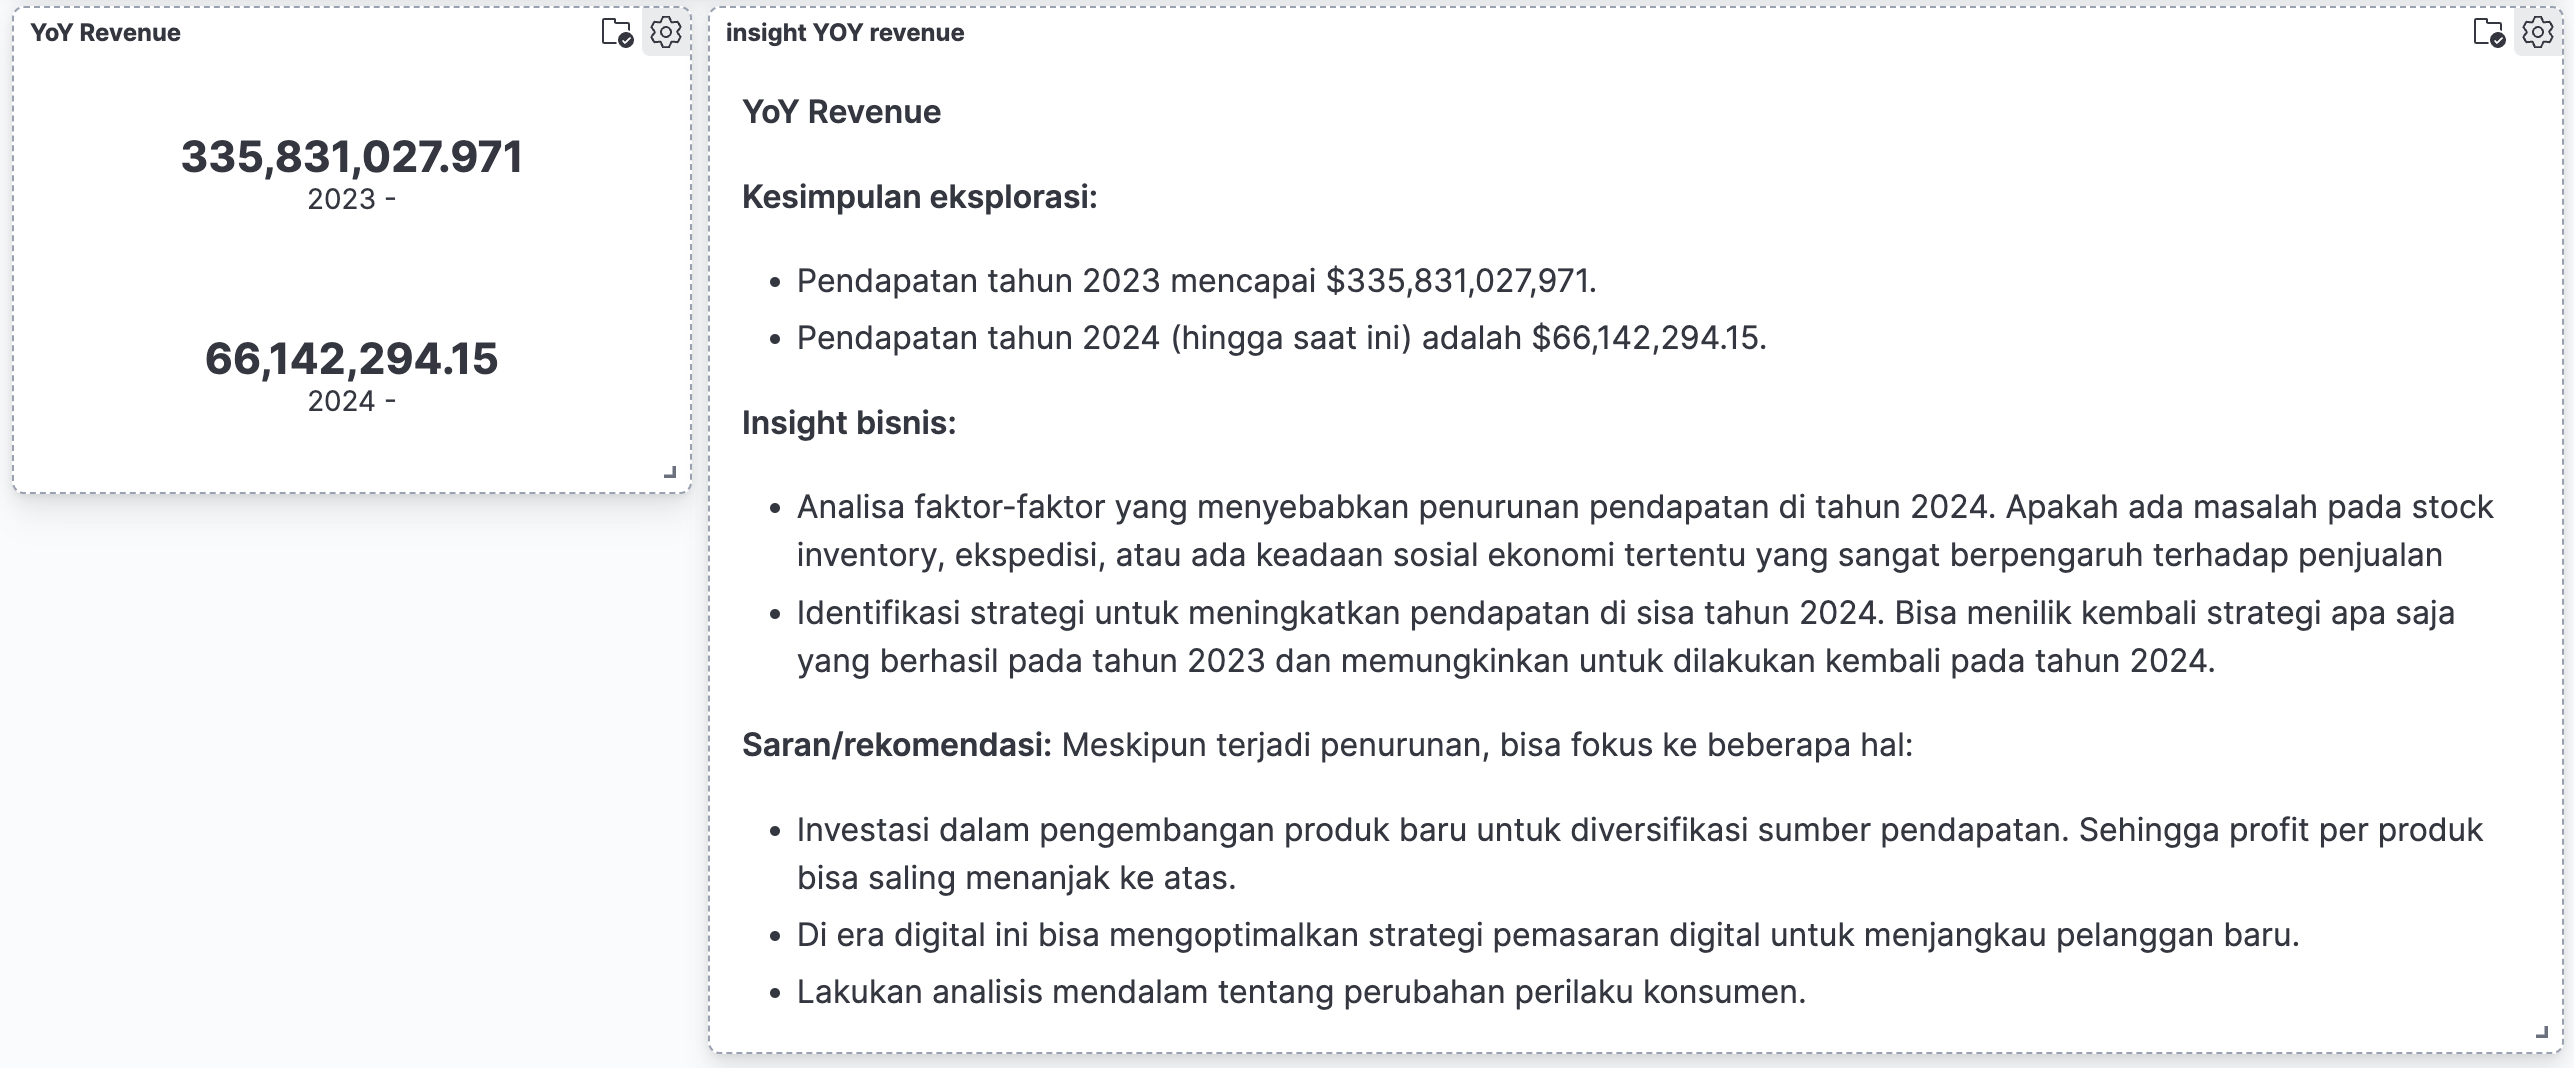 YoY Revenue
335,831,027.971
2023 -
66,142,294.15
2024 -
insight YOY revenue
YoY Revenue
Kesimpulan eksplorasi:
• Pendapatan tahun 2023 mencapai $335,831,027,971.
• Pendapatan tahun 2024 (hingga saat ini) adalah $66,142,294.15.
Insight bisnis:
• Analisa faktor-faktor yang menyebabkan penurunan pendapatan di tahun 2024. Apakah ada masalah pada stock
inventory, ekspedisi, atau ada keadaan sosial ekonomi tertentu yang sangat berpengaruh terhadap penjualan
• Identifikasi strategi untuk meningkatkan pendapatan di sisa tahun 2024. Bisa menilik kembali strategi apa saja
yang berhasil pada tahun 2023 dan memungkinkan untuk dilakukan kembali pada tahun 2024.
Saran/rekomendasi: Meskipun terjadi penurunan, bisa fokus ke beberapa hal:
• Investasi dalam pengembangan produk baru untuk diversifikasi sumber pendapatan. Sehingga profit per produk
bisa saling menanjak ke atas.
• Di era digital ini bisa mengoptimalkan strategi pemasaran digital untuk menjangkau pelanggan baru.
• Lakukan analisis mendalam tentang perubahan perilaku konsumen.